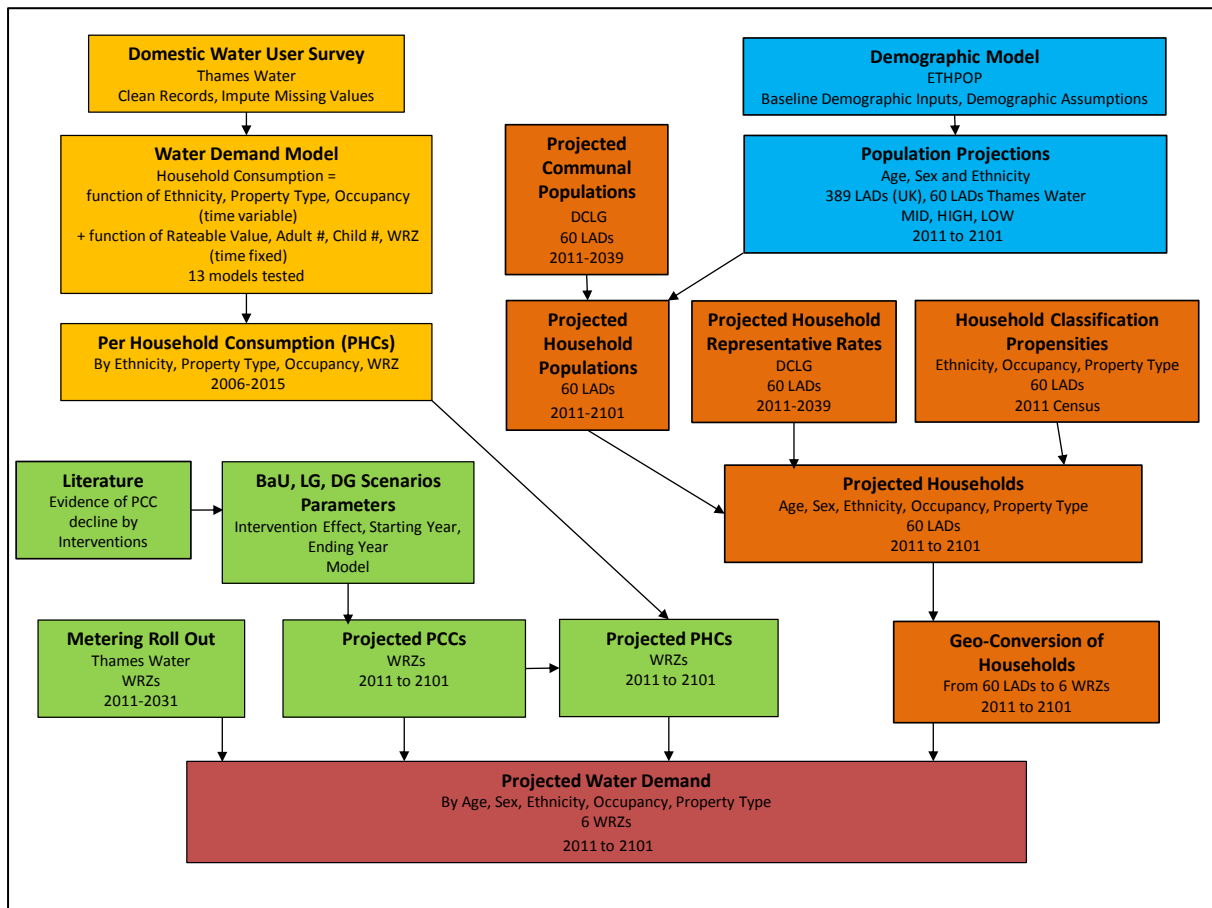 Domestic Water User Survey
Thames Water
Clean Records, Impute Missing Values
Demographic Model
ETHPOP
Baseline Demographic Inputs, Demographic Assumptions
Water Demand Model
Household Consumption =
function of Ethnicity, Property Type, Occupancy
(time variable)
+ function of Rateable Value, Adult #, Child #, WRZ
(time fixed)
13 models tested
Projected
Communal
Populations
DCLG
60 LADs
2011-2039
Population Projections
Age, Sex and Ethnicity
389 LADs (UK), 60 LADs Thames Water
MID, HIGH, LOW
2011 to 2101
Per Household Consumption (PHCs)
By Ethnicity, Property Type, Occupancy, WRZ
2006-2015
Projected
Household
Populations
60 LADs
2011-2101
Projected Household
Representative Rates
DCLG
60 LADs
2011-2039
Household Classification
Propensities
Ethnicity, Occupancy, Property Type
60 LADs
2011 Census
Literature
Evidence of PCC
decline by
Interventions
BaU, LG, DG Scenarios
Parameters
Intervention Effect, Starting Year,
Ending Year
Model
Projected Households
Age, Sex, Ethnicity, Occupancy, Property Type
60 LADs
2011 to 2101
Metering Roll Out
Thames Water
WRZs
2011-2031
Projected PCCs
WRZs
2011 to 2101
Projected PHCs
WRZs
2011 to 2101
Geo-Conversion of
Households
From 60 LADs to 6 WRZs
2011 to 2101
Projected Water Demand
By Age, Sex, Ethnicity, Occupancy, Property Type
6 WRZs
2011 to 2101